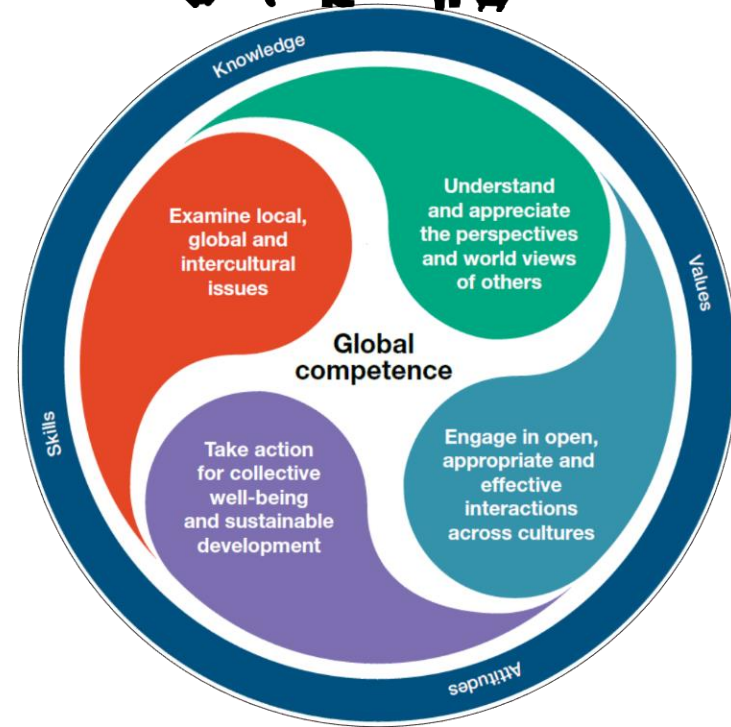 Knowledge
Examine local,
global and
intercultural
issues
Understand
and appreciate
the perspectives
and world views
of others
Values
Global
competence
Skills
Take action
for collective
well-being
and sustainable
development
Engage in open,
appropriate and
effective
interactions
across cultures
Attitudes